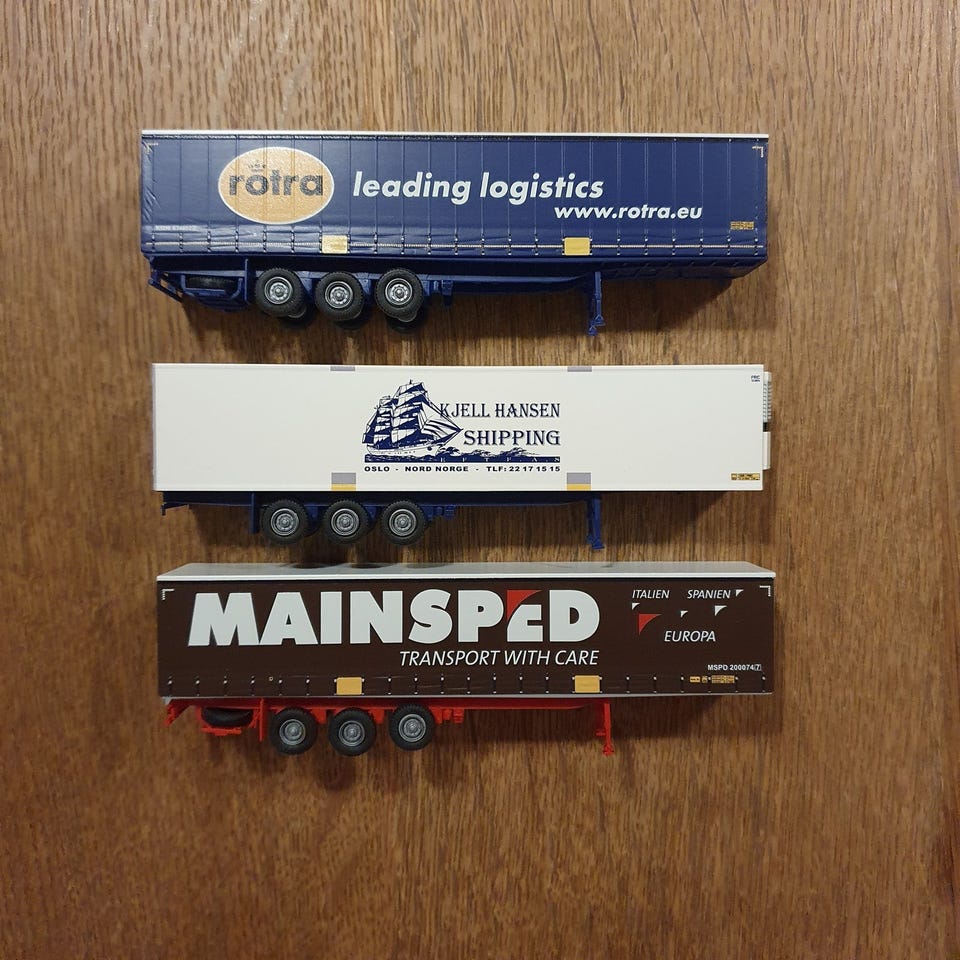 rotra
leading logistics
www.rotra.eu
KJELL HANSEN
SHIPPING
OSLO - NORD NORGE - TLF: 22 17 15 15
MAINSPED
TRANSPORT WITH CARE
ITALIEN SPANIEN
EUROPA
MSPD 200074 7